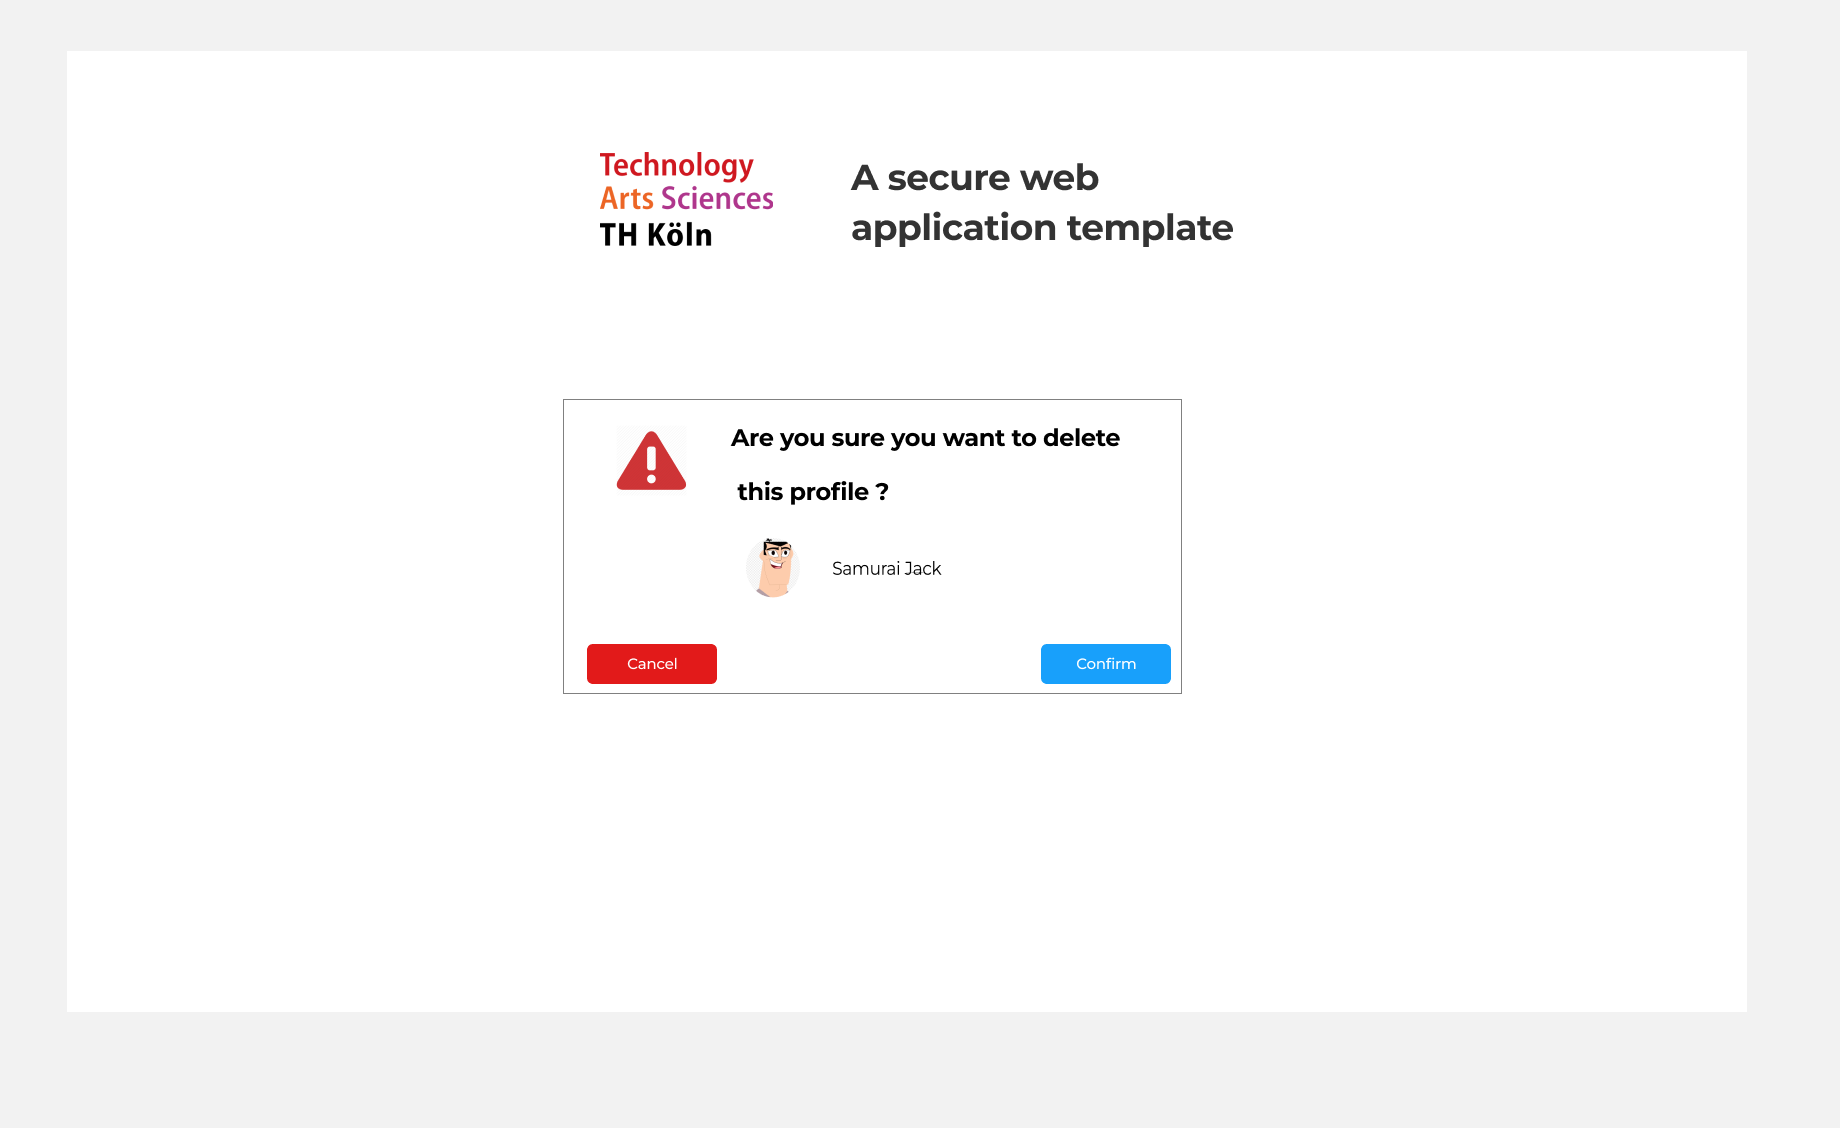 Technology
Arts Sciences
TH Köln
A secure web
application template
Are you sure you want to delete
this profile ?
Samurai Jack
Cancel
Confirm